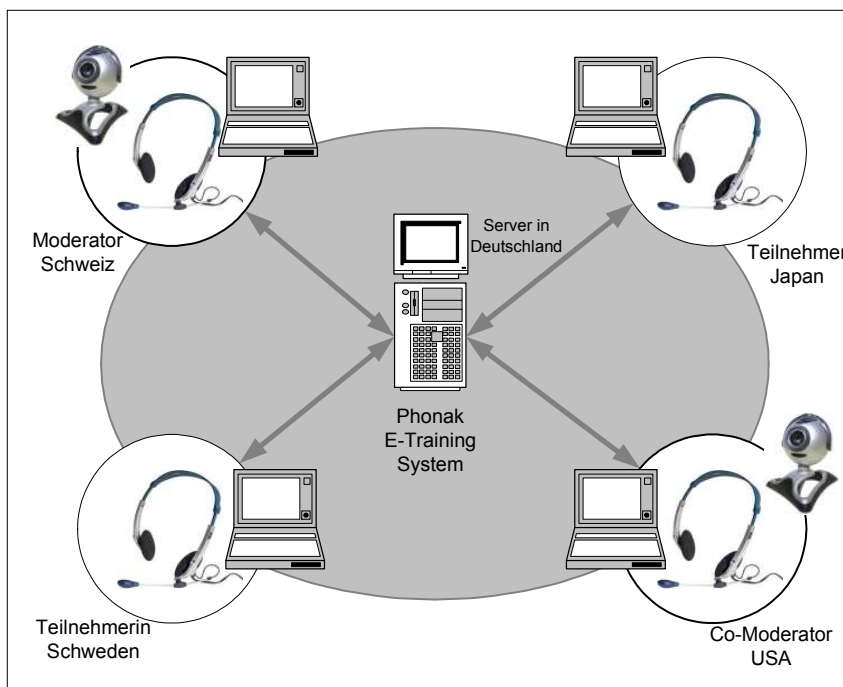 Moderator
Schweiz
Server in
Deutschland
Teilnehmer
Japan
Phonak
E-Training
System
Teilnehmerin
Schweden
Co-Moderator
USA